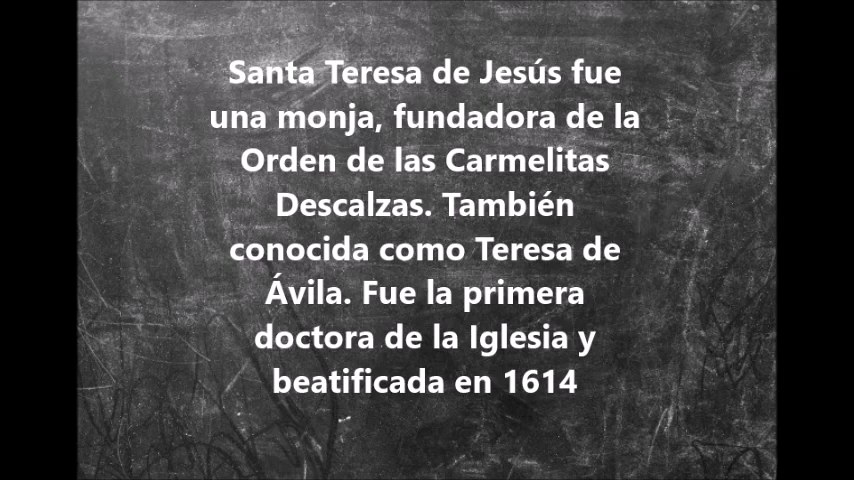 Santa Teresa de Jesús fue
una monja, fundadora de la
Orden de las Carmelitas
Descalzas. También
conocida como Teresa de
Ávila. Fue la primera
doctora de la Iglesia y
beatificada en 1614